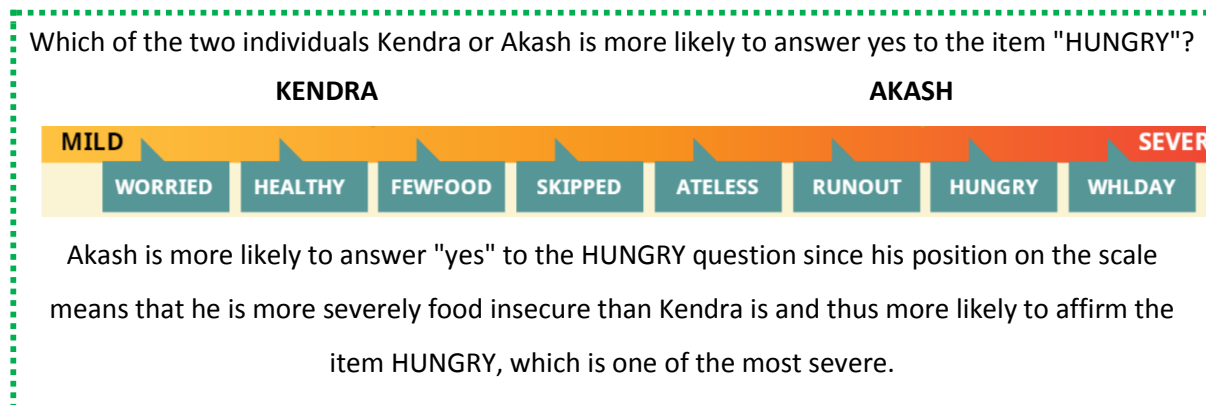 Which of the two individuals Kendra or Akash is more likely to answer yes to the item "HUNGRY"?
KENDRA AKASH
MILD SEVER
WORRIED HEALTHY FEWFOOD SKIPPED ATELESS RUNOUT HUNGRY WHLDAY
Akash is more likely to answer "yes" to the HUNGRY question since his position on the scale
means that he is more severely food insecure than Kendra is and thus more likely to affirm the
item HUNGRY, which is one of the most severe.